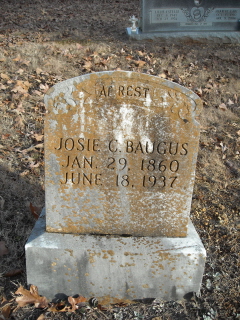 AT REST
JOSIE C. BAUGUS
JAN. 29, 1860
JUNE 18, 1937